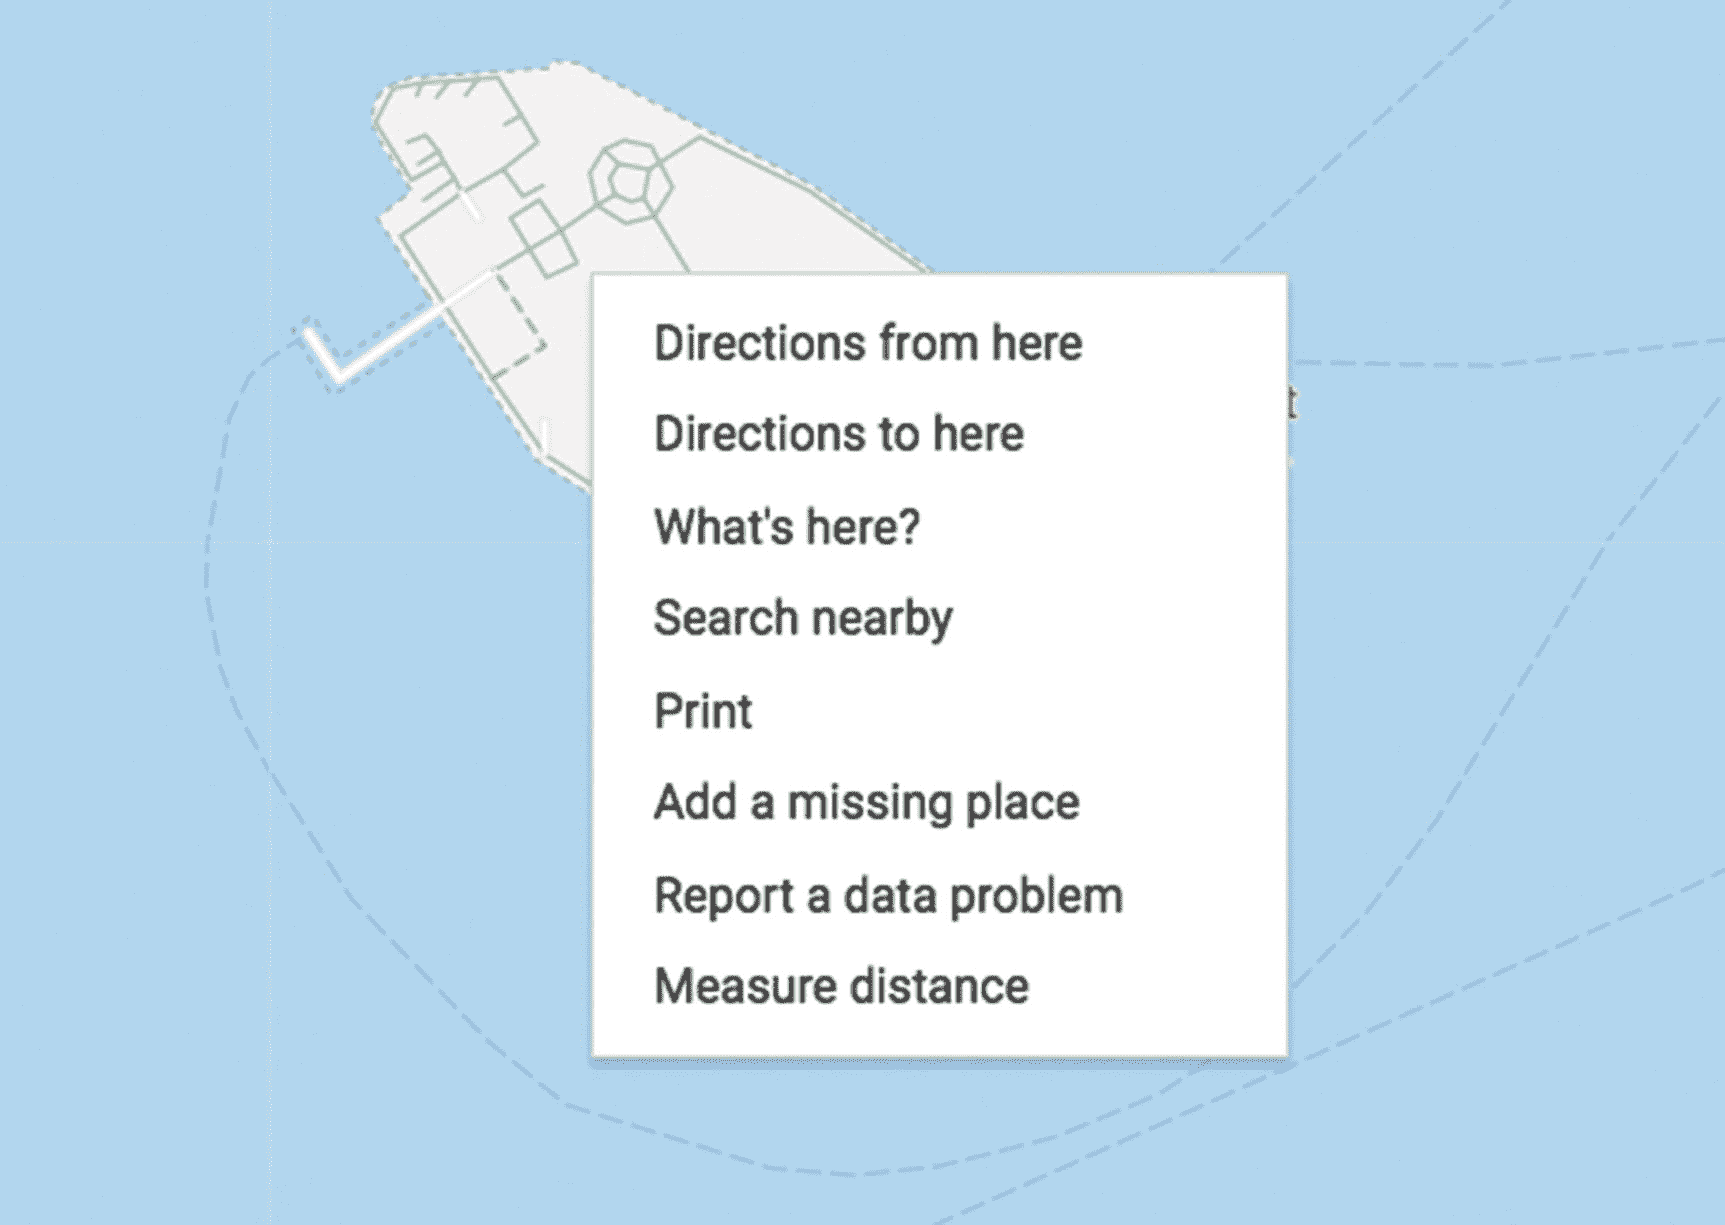 Directions from here
Directions to here
What's here?
Search nearby
Print
Add a missing place
Report a data problem
Measure distance